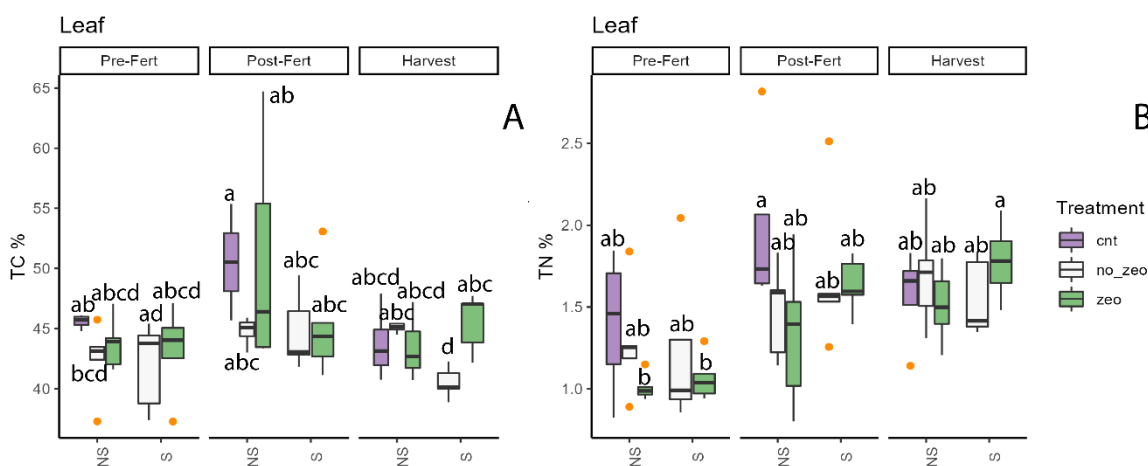 Leaf
Pre-Fert Post-Fert Harvest
A
TC %
65
60
55
50
45
40
ab
abcd
bcd
ad
abcd
a
abc
ab
abc
abc
abcd
abc
abcd
d
abc
NS S NS S NS S
Leaf
Pre-Fert Post-Fert Harvest
B
TN %
2.5
2.0
1.5
1.0
ab
ab
b
ab
b
a
ab
ab
ab
ab
ab
ab
ab
ab
a
NS S NS S NS S
Treatment
cnt
no_zeo
zeo